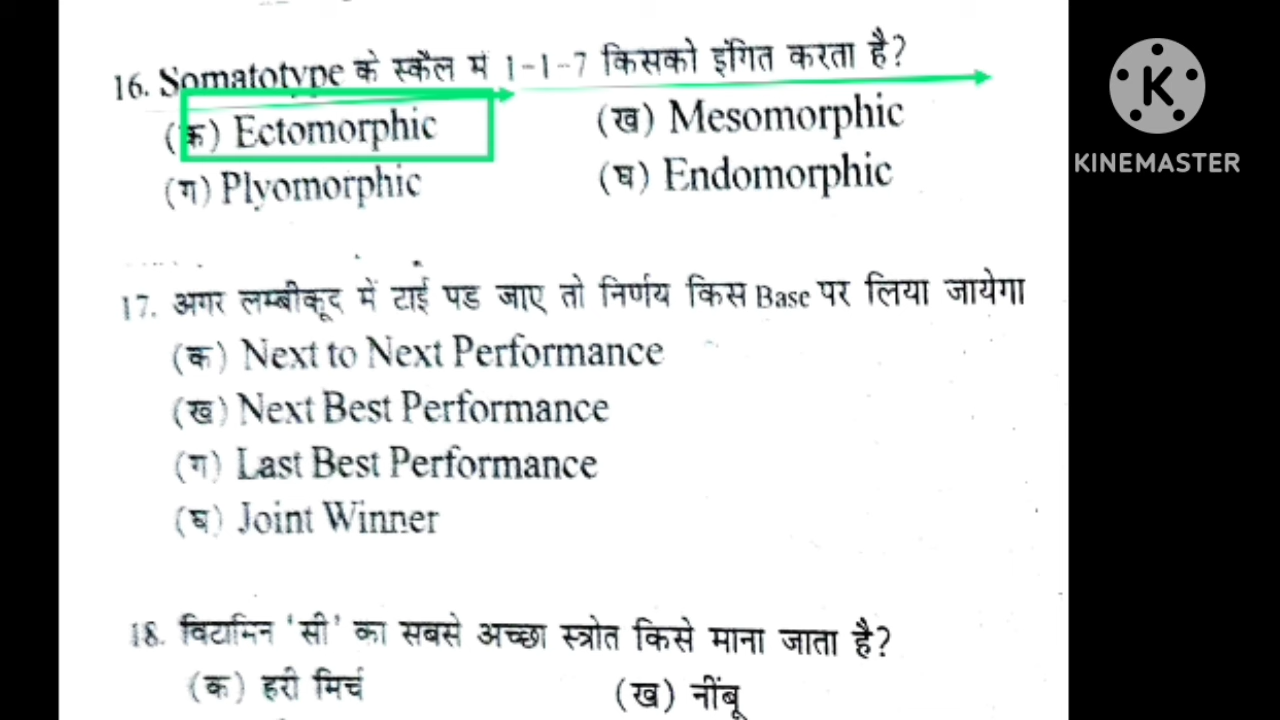 16. Somatotype के स्कैल में 1-1-7 किसको इंगित करता है?
(क) Ectomorphic (ख) Mesomorphic
(ग) Plyomorphic (घ) Endomorphic
17. अगर लम्बीकूद में टाई पड जाए तो निर्णय किस Base पर लिया जायेगा
(क) Next to Next Performance
(ख) Next Best Performance
(ग) Last Best Performance
(घ) Joint Winner
18. विटामिन 'सी' का सबसे अच्छा स्त्रोत किसे माना जाता है?
(क) हरी मिर्च (ख) नींबू
K
KINEMASTER